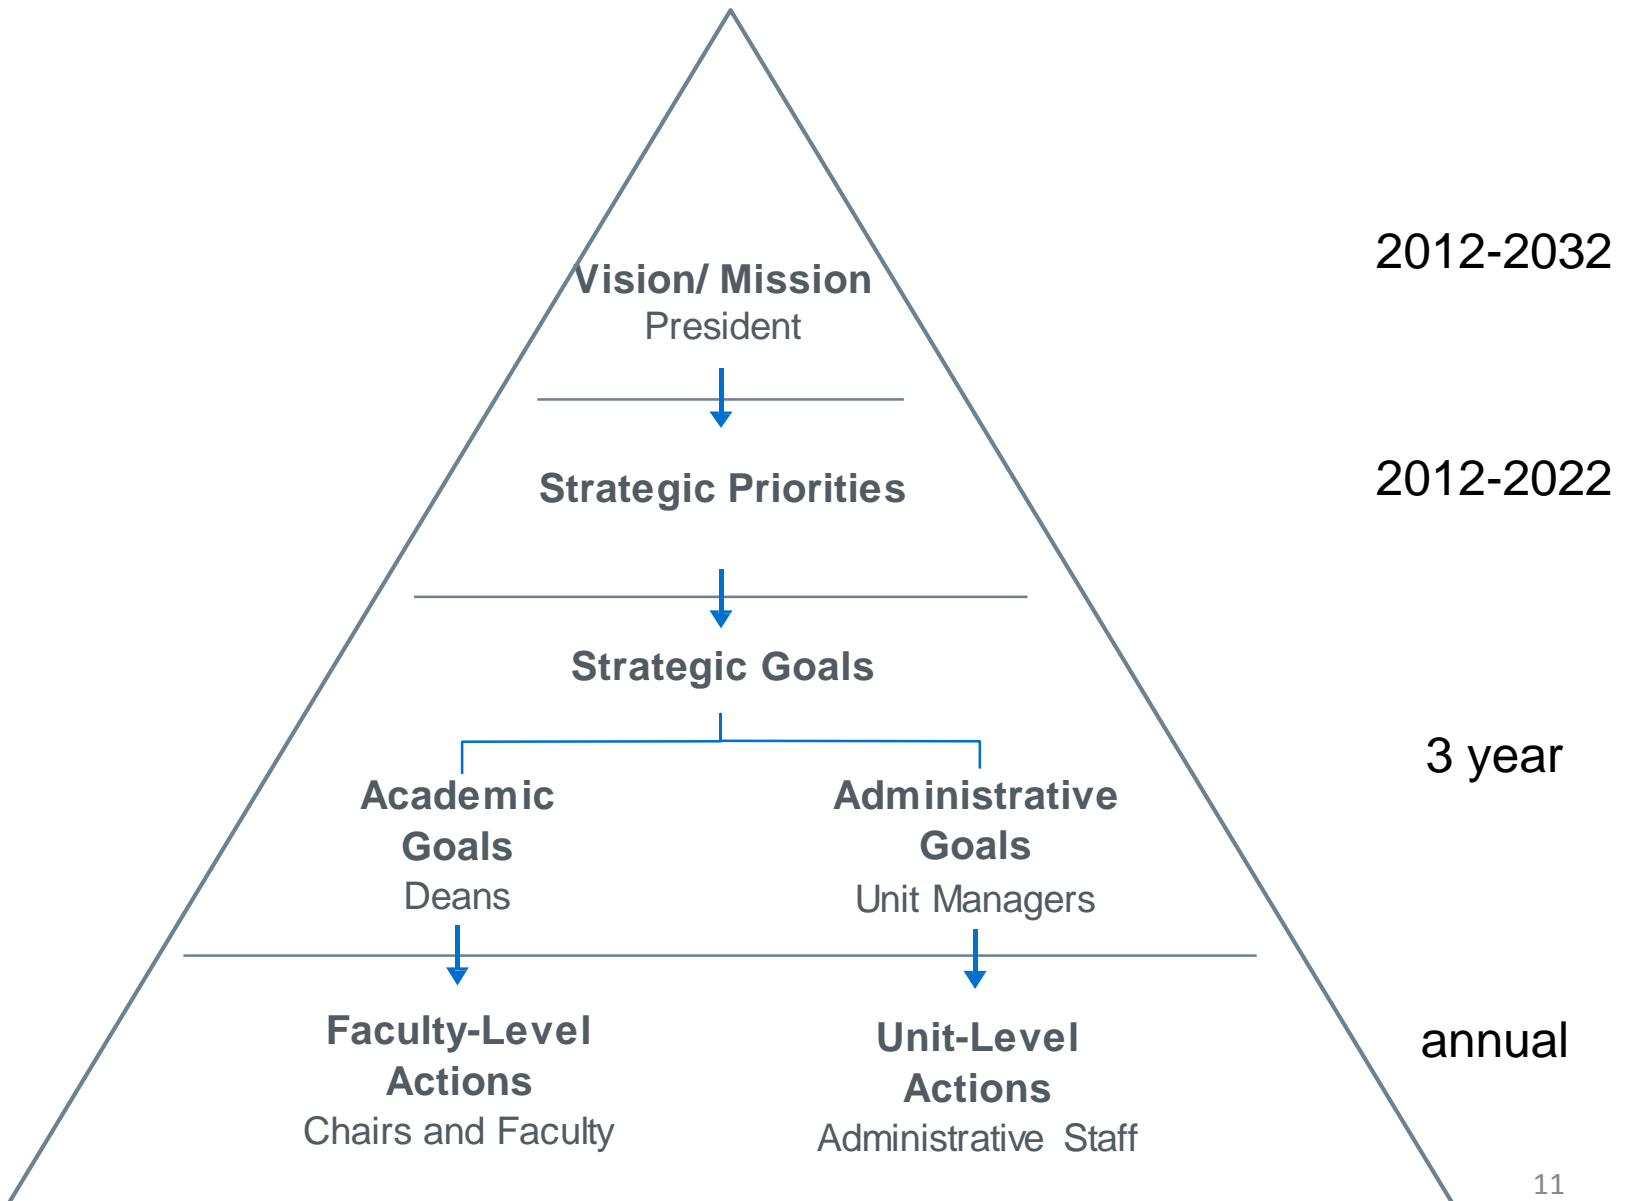 2012-2032
Vision/ Mission
President
2012-2022
Strategic Priorities
Strategic Goals
3 year
Academic
Goals
Deans
Administrative
Goals
Unit Managers
annual
Faculty-Level
Actions
Chairs and Faculty
Unit-Level
Actions
Administrative Staff
11